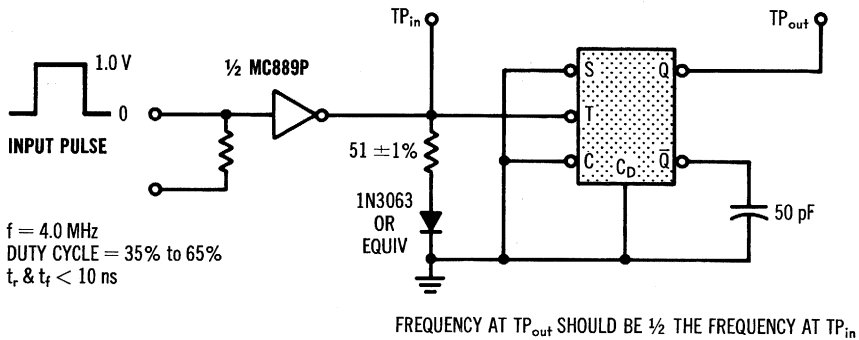 TPin
TPout
1.0 V
½ MC889P
0
INPUT PULSE
S
Q
T
C
CD
Q̅
51 ±1%
1N3063
OR
EQUIV
50 pF
f = 4.0 MHz
DUTY CYCLE = 35% to 65%
tr & tf < 10 ns
FREQUENCY AT TPout SHOULD BE ½ THE FREQUENCY AT TPin